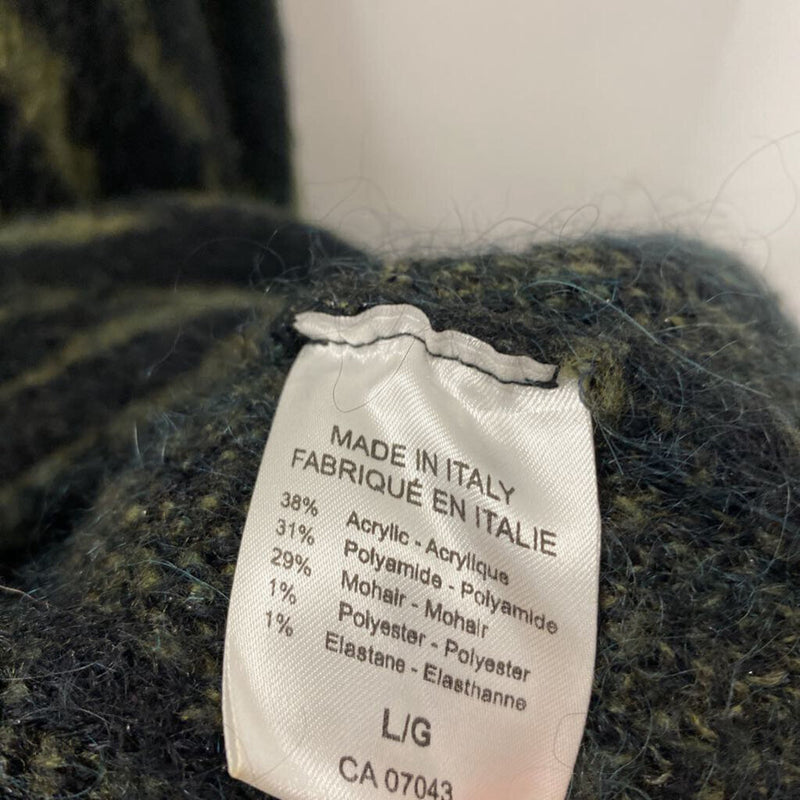 MADE IN ITALY
FABRIQUÉ EN ITALIE
38% Acrylic - Acrylique
31% Polyamide - Polyamide
29% Mohair - Mohair
1% Polyester - Polyester
1% Elastane - Elasthanne
L/G
CA 07043